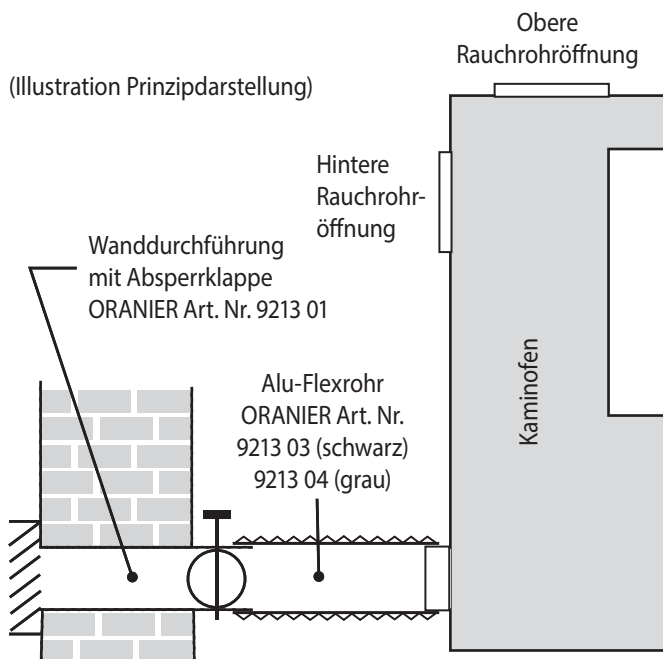 Obere
Rauchrohröffnung
(Illustration Prinzipdarstellung)
Hintere
Rauchrohr-
öffnung
Wanddurchführung
mit Absperrklappe
ORANIER Art. Nr. 9213 01
Alu-Flexrohr
ORANIER Art. Nr.
9213 03 (schwarz)
9213 04 (grau)
Kaminofen